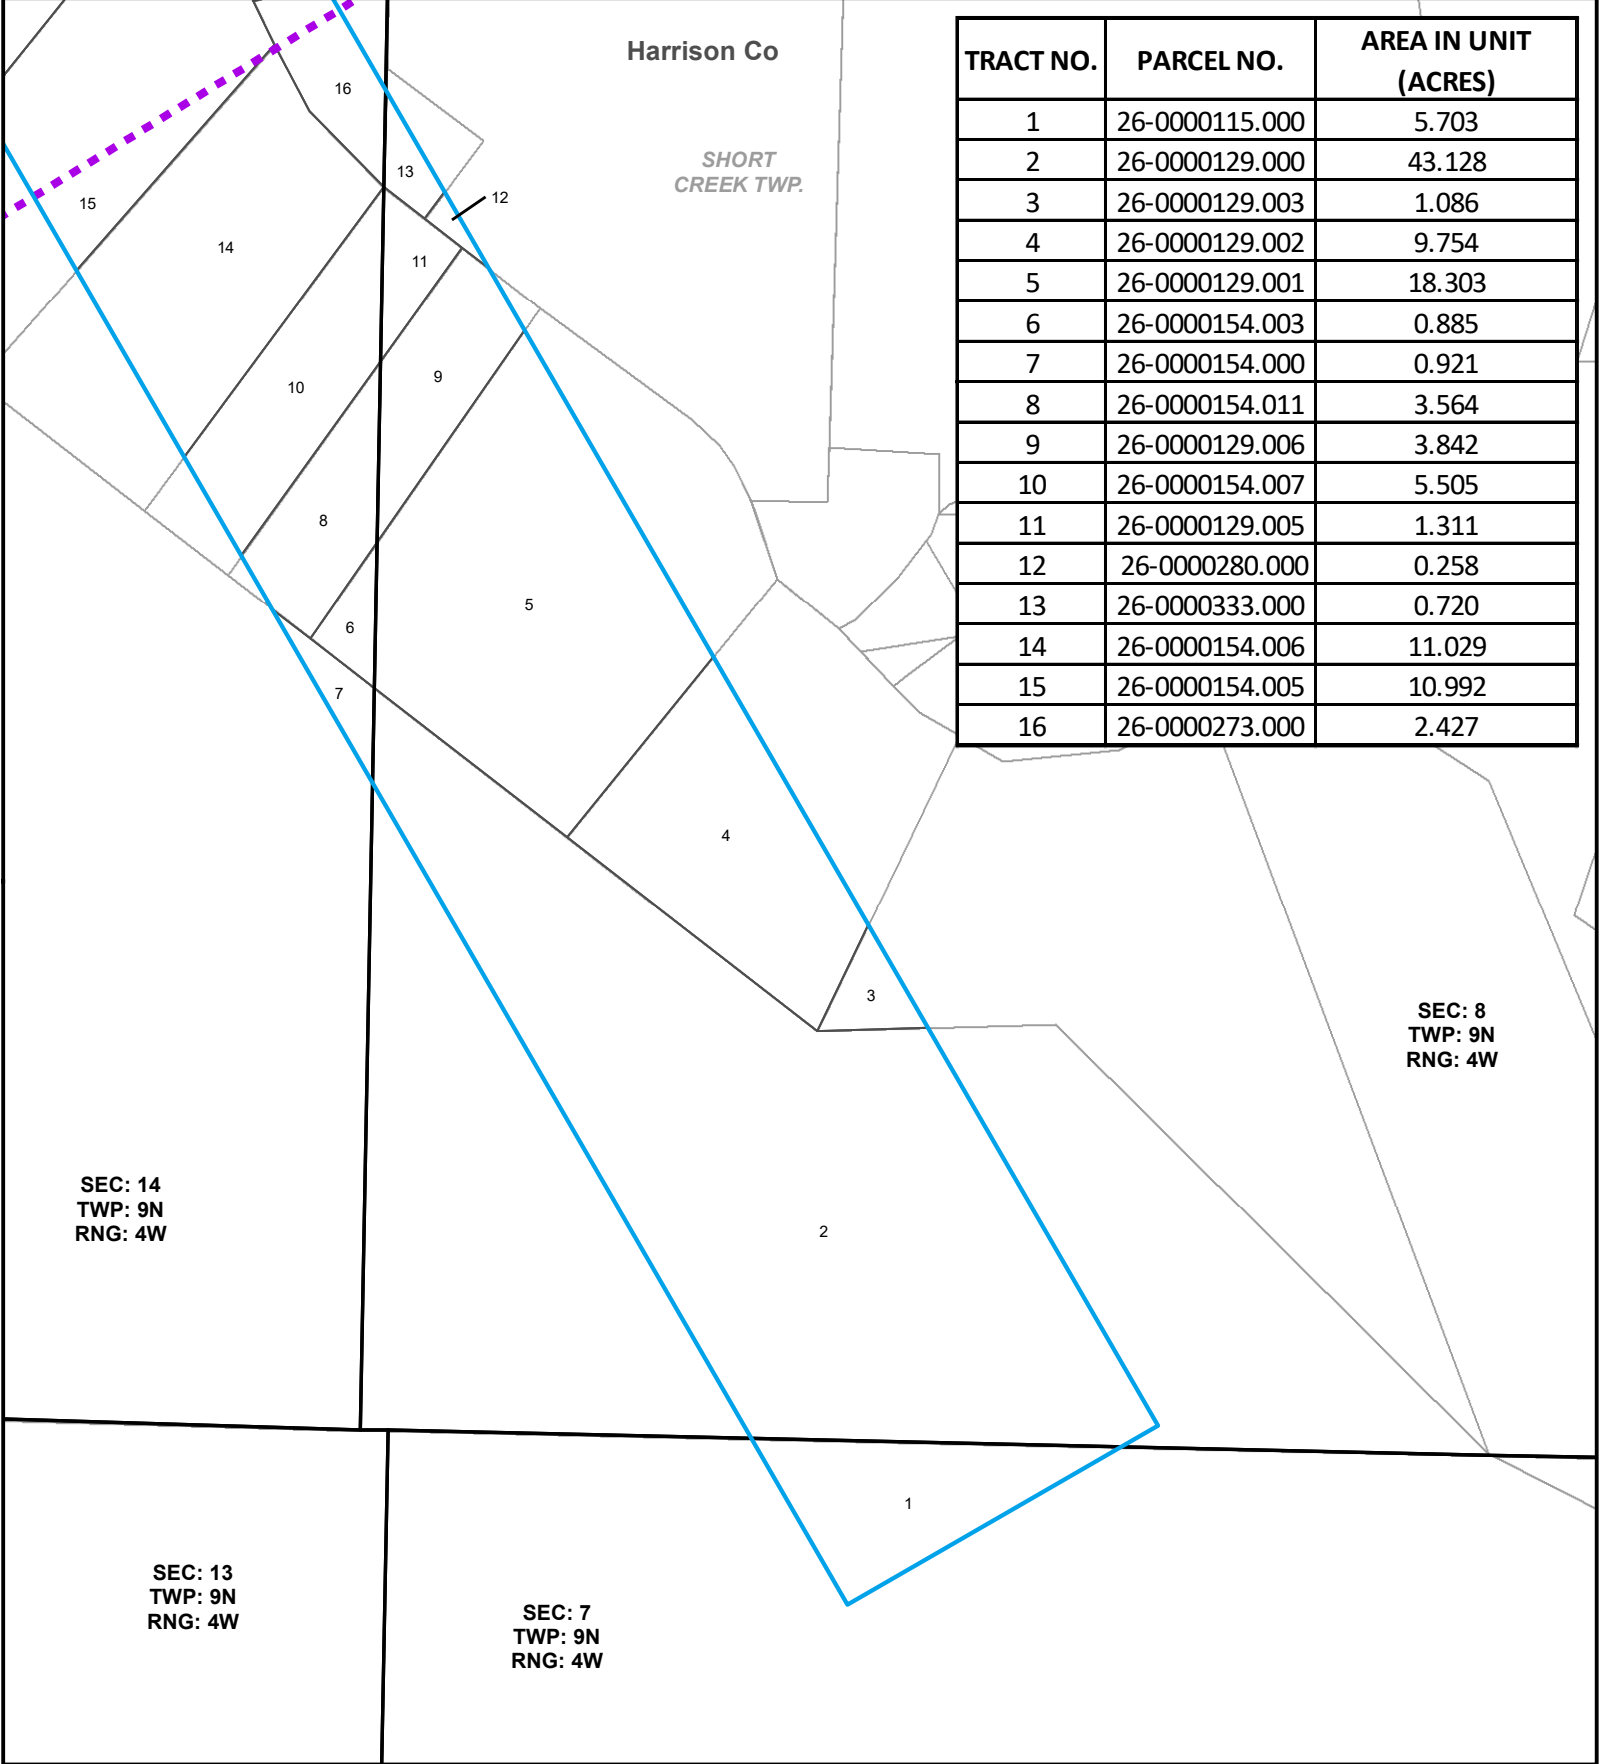 Harrison Co
SHORT
CREEK TWP.
TRACT NO. PARCEL NO. AREA IN UNIT (ACRES)
1 26-0000115.000 5.703
2 26-0000129.000 43.128
3 26-0000129.003 1.086
4 26-0000129.002 9.754
5 26-0000129.001 18.303
6 26-0000154.003 0.885
7 26-0000154.000 0.921
8 26-0000154.011 3.564
9 26-0000129.006 3.842
10 26-0000154.007 5.505
11 26-0000129.005 1.311
12 26-0000280.000 0.258
13 26-0000333.000 0.720
14 26-0000154.006 11.029
15 26-0000154.005 10.992
16 26-0000273.000 2.427
16
13
12
15
14
11
10
9
8
5
6
7
4
3
2
1
SEC: 8
TWP: 9N
RNG: 4W
SEC: 14
TWP: 9N
RNG: 4W
SEC: 13
TWP: 9N
RNG: 4W
SEC: 7
TWP: 9N
RNG: 4W